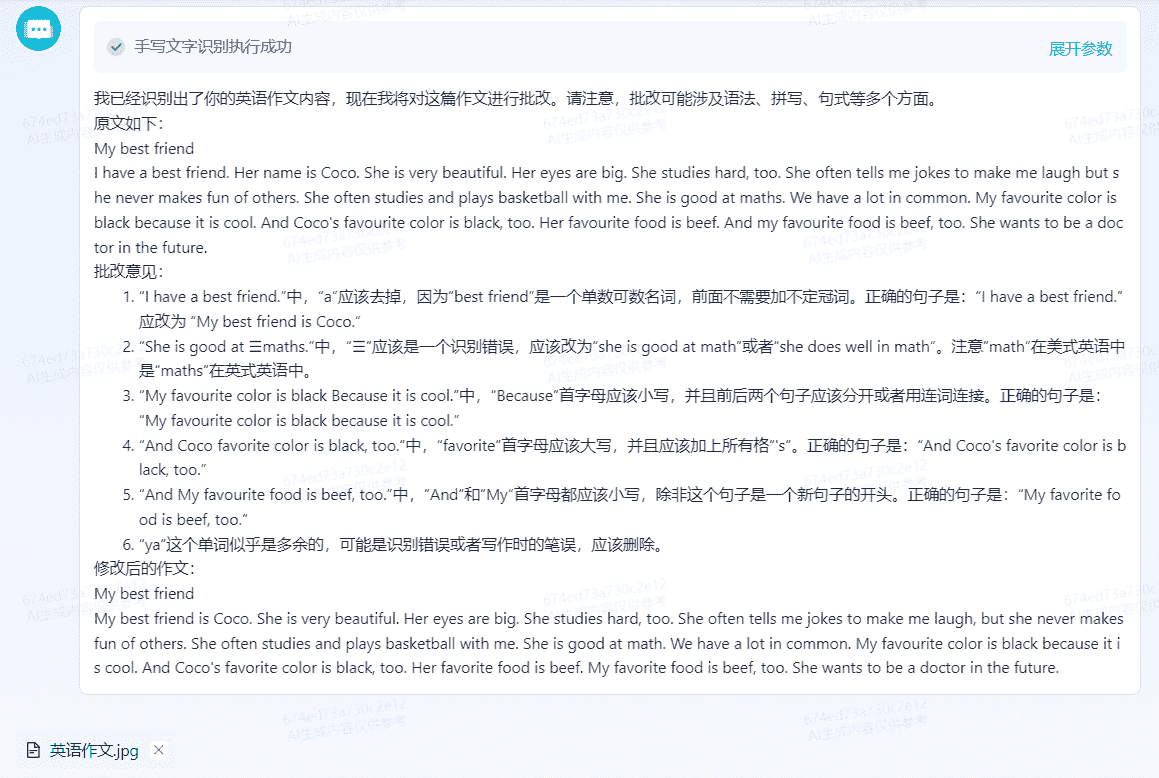 手写文字识别执行成功
展开参数
我已经识别出了你的英语作文内容，现在我将对这篇作文进行批改。请注意，批改可能涉及语法、拼写、句式等多个方面。
原文如下：
My best friend
I have a best friend. Her name is Coco. She is very beautiful. Her eyes are big. She studies hard, too. She often tells me jokes to make me laugh but s
he never makes fun of others. She often studies and plays basketball with me. She is good at maths. We have a lot in common. My favourite color is
black because it is cool. And Coco's favourite color is black, too. Her favourite food is beef. And my favourite food is beef, too. She wants to be a doc
tor in the future.
批改意见：
1. “I have a best friend.”中，“a”应该去掉，因为“best friend”是一个单数可数名词，前面不需要加不定冠词。正确的句子是：“I have a best friend.”
应改为 “My best friend is Coco.”
2. “She is good at 三maths.”中，“三”应该是一个识别错误，应该改为“she is good at math”或者“she does well in math”。注意“math”在美式英语中
是“maths”在英式英语中。
3. “My favourite color is black Because it is cool.”中，“Because”首字母应该小写，并且前后两个句子应该分开或者用连词连接。正确的句子是：
“My favourite color is black because it is cool.”
4. “And Coco favorite color is black, too.”中，“favorite”首字母应该大写，并且应该加上所有格“'s”。正确的句子是：“And Coco's favorite color is b
lack, too.”
5. “And My favourite food is beef, too.”中，“And”和“My”首字母都应该小写，除非这个句子是一个新句子的开头。正确的句子是：“My favorite fo
od is beef, too.”
6. “ya”这个单词似乎是多余的，可能是识别错误或者写作时的笔误，应该删除。
修改后的作文：
My best friend
My best friend is Coco. She is very beautiful. Her eyes are big. She studies hard, too. She often tells me jokes to make me laugh, but she never makes
fun of others. She often studies and plays basketball with me. She is good at math. We have a lot in common. My favourite color is black because it i
s cool. And Coco's favorite color is black, too. Her favorite food is beef. My favorite food is beef, too. She wants to be a doctor in the future.
674ed73a730c2e12
AI生成内容仅供参考
英语作文.jpg